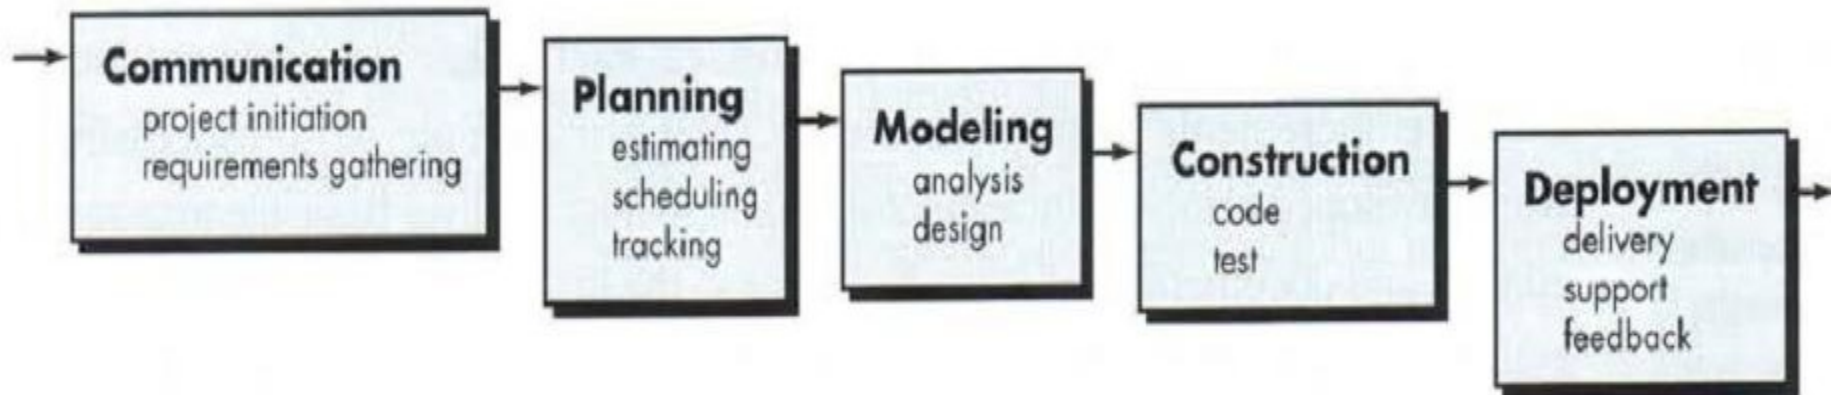 Communication
project initiation
requirements gathering
Planning
estimating
scheduling
tracking
Modeling
analysis
design
Construction
code
test
Deployment
delivery
support
feedback